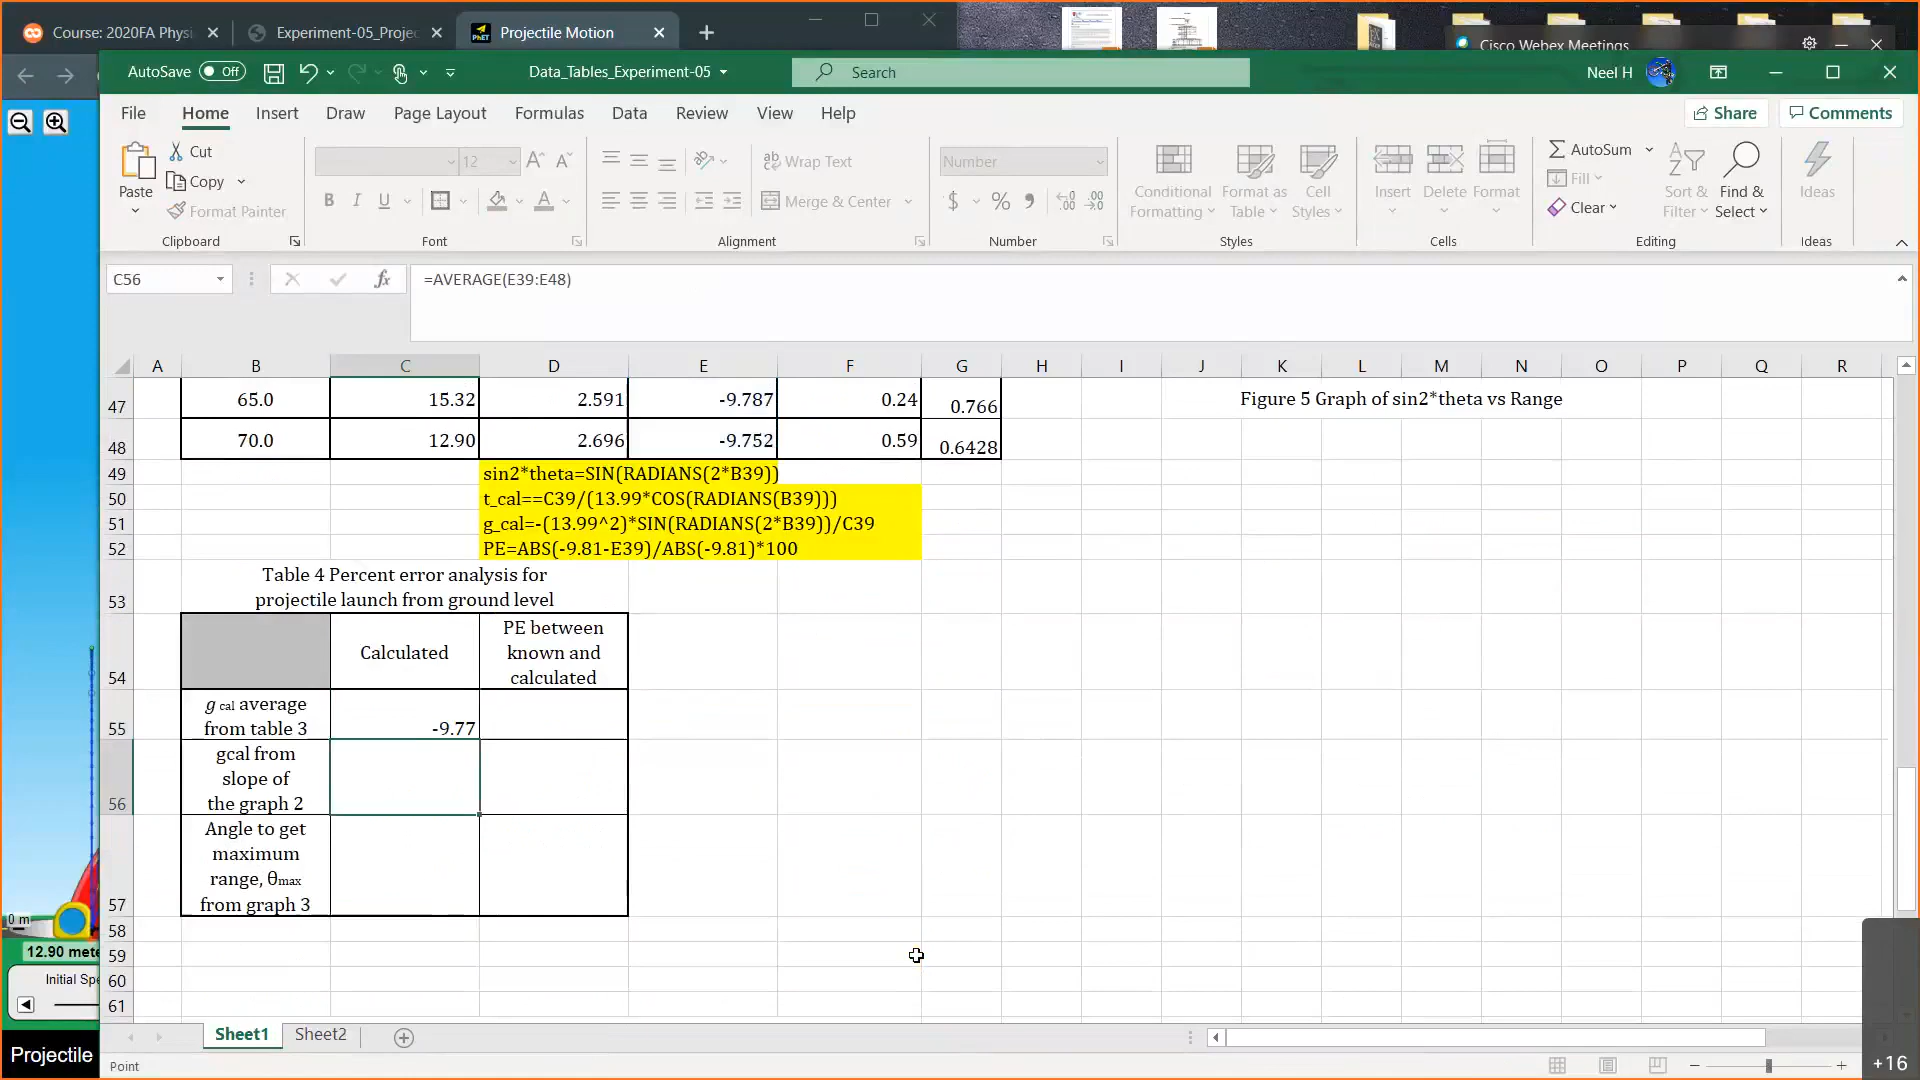 Course: 2020FA Physi
Experiment-05_Projec
Projectile Motion
Cisco Webex Meetings
AutoSave Off
Data_Tables_Experiment-05
Search
Neel H
File Home Insert Draw Page Layout Formulas Data Review View Help
Share
Comments
Paste
Cut
Copy
Format Painter
Clipboard
12
B I U
Font
Wrap Text
Merge & Center
Alignment
Number
$ % 9
Number
Conditional
Formatting
Format as
Table
Cell
Styles
Styles
Insert Delete Format
Cells
AutoSum
Fill
Clear
Sort &
Filter
Find &
Select
Editing
Ideas
Ideas
C56
fx
=AVERAGE(E39:E48)
A B C D E F G H I J K L M N O P Q R
47 65.0 15.32 2.591 -9.787 0.24 0.766
Figure 5 Graph of sin2*theta vs Range
48 70.0 12.90 2.696 -9.752 0.59 0.6428
49 sin2*theta=SIN(RADIANS(2*B39))
50 t_cal==C39/(13.99*COS(RADIANS(B39)))
51 g_cal=-(13.99^2)*SIN(RADIANS(2*B39))/C39
52 PE=ABS(-9.81-E39)/ABS(-9.81)*100
Table 4 Percent error analysis for
53 projectile launch from ground level
54
Calculated
PE between
known and
calculated
g cal average
from table 3
55 -9.77
gcal from
slope of
56 the graph 2
Angle to get
maximum
range, θmax
57 from graph 3
58
59
60
61
0 m
12.90 mete
Initial Spe
Projectile
Sheet1
Sheet2
Point
+16